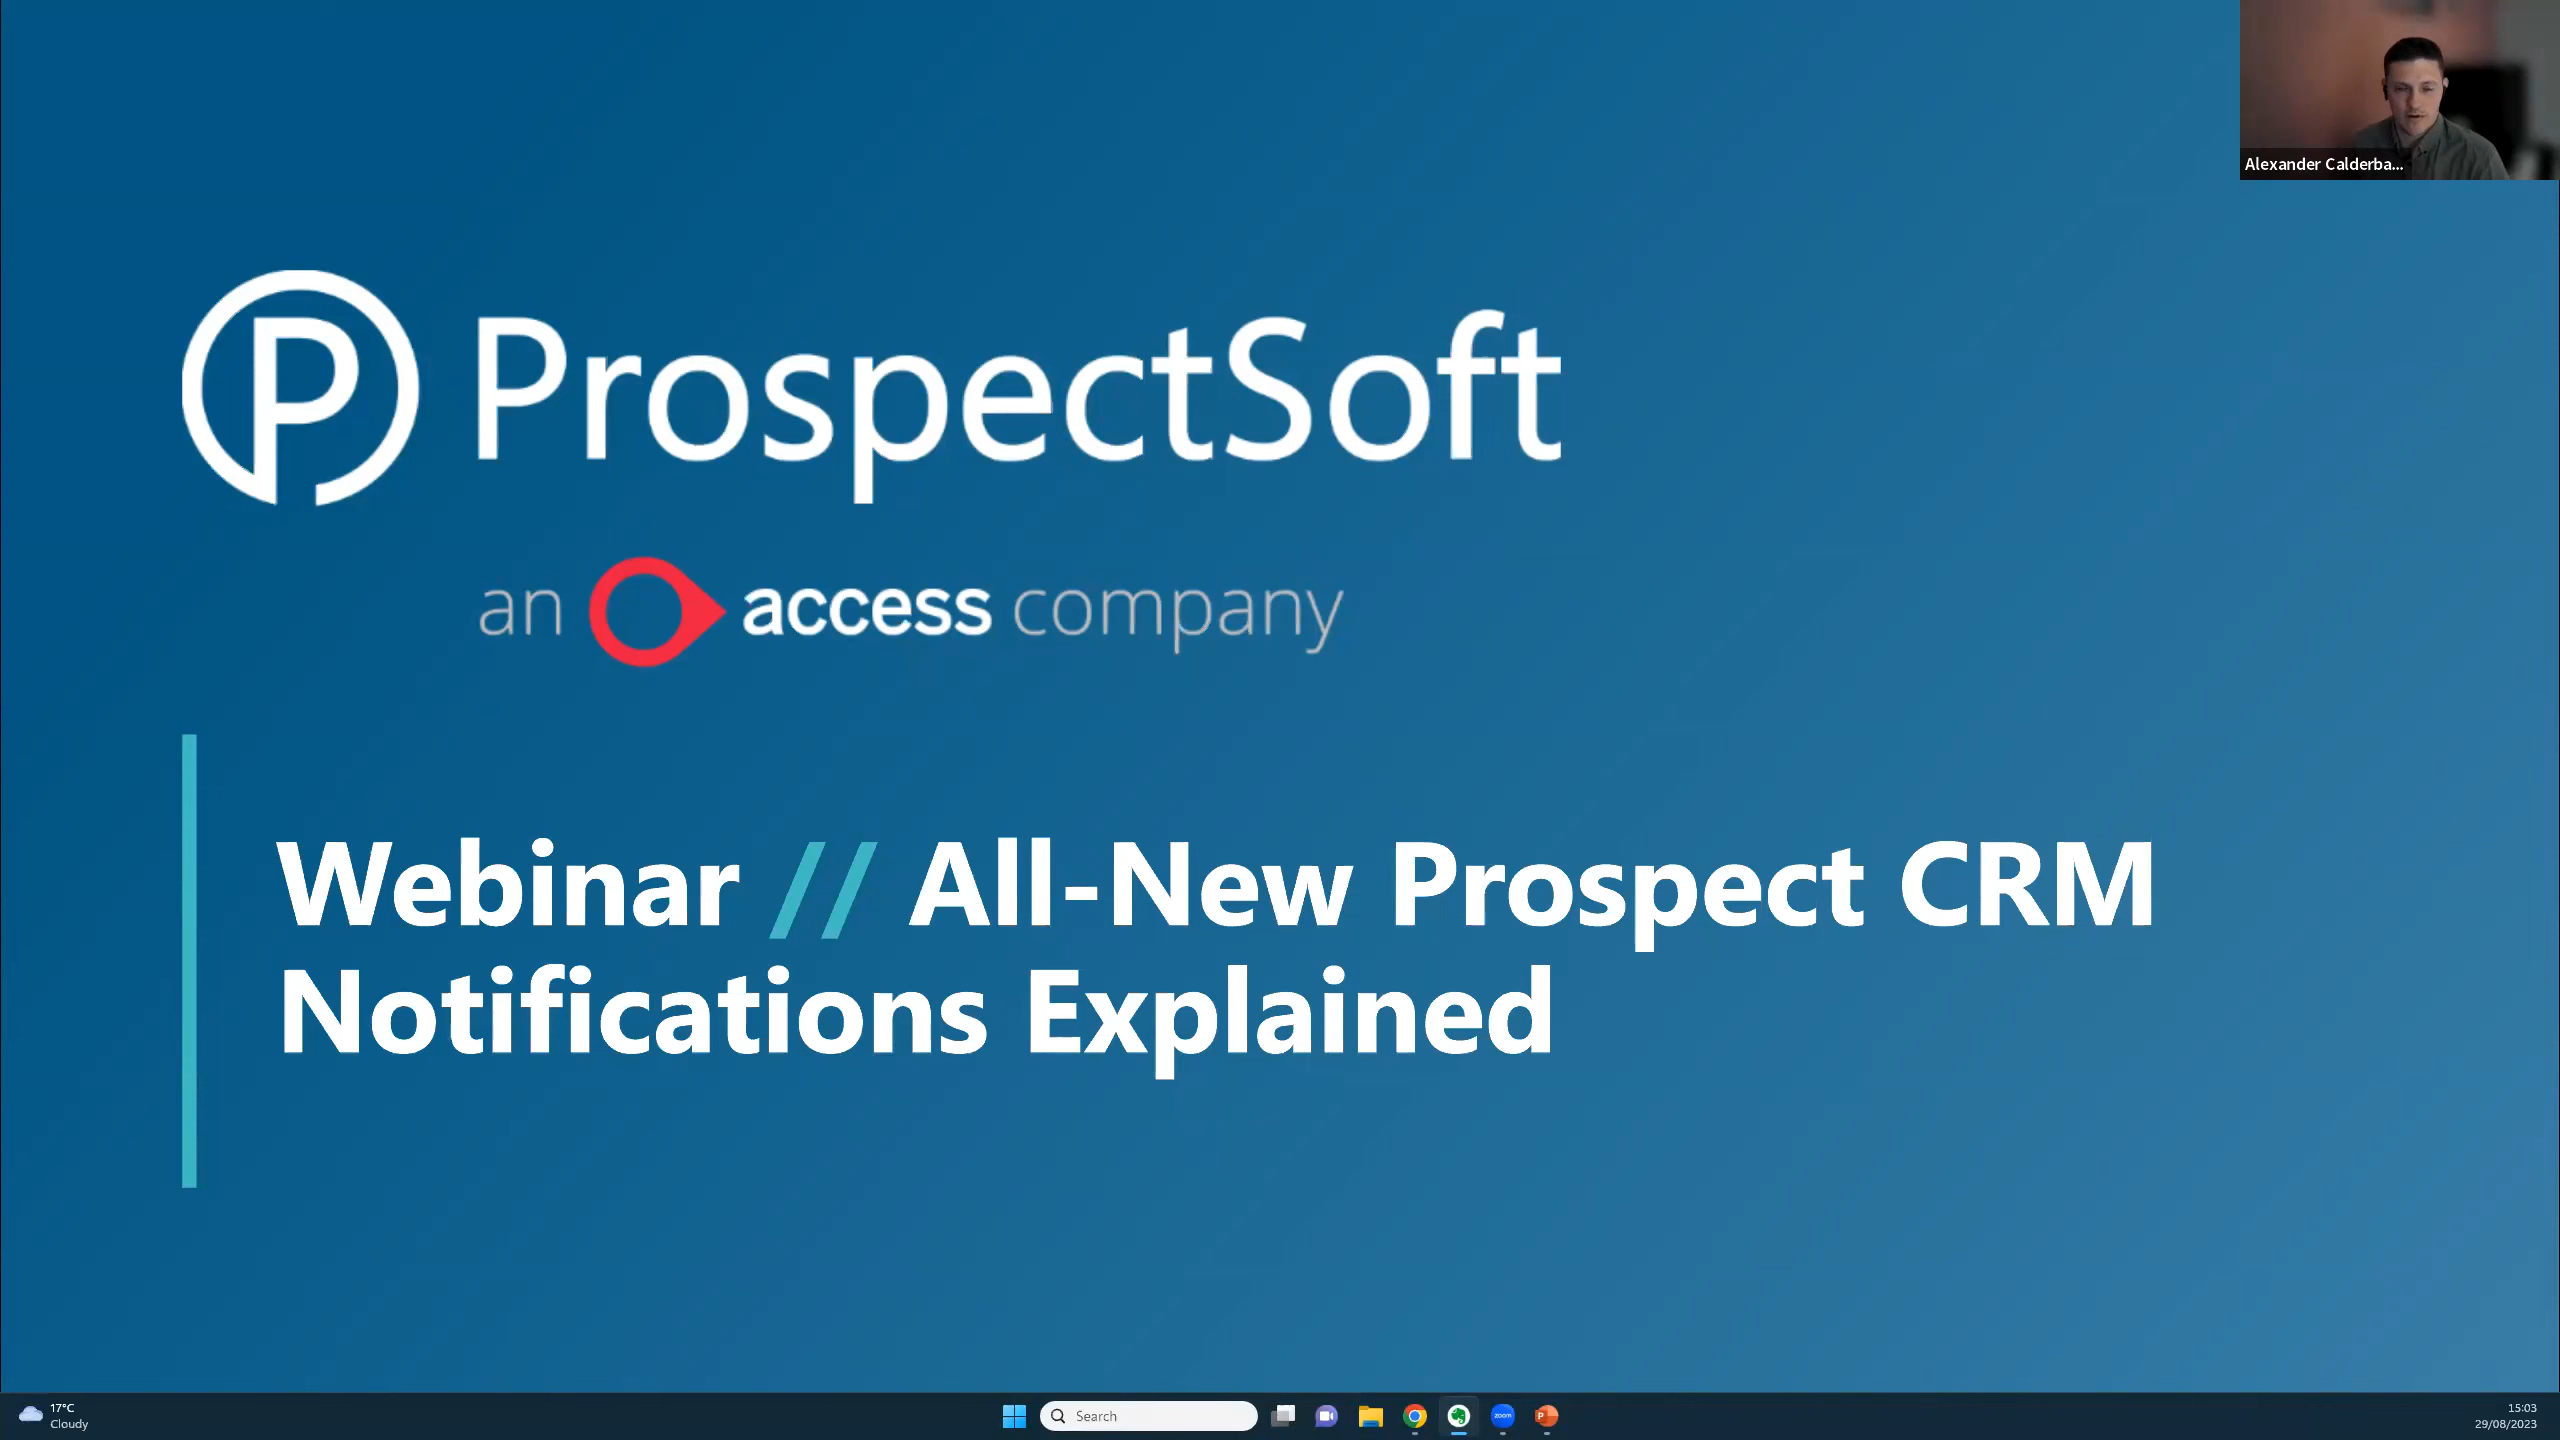 Alexander Calderba...
ProspectSoft
an access company
Webinar // All-New Prospect CRM
Notifications Explained
17°C
Cloudy
Search
zoom
15:03
29/08/2023